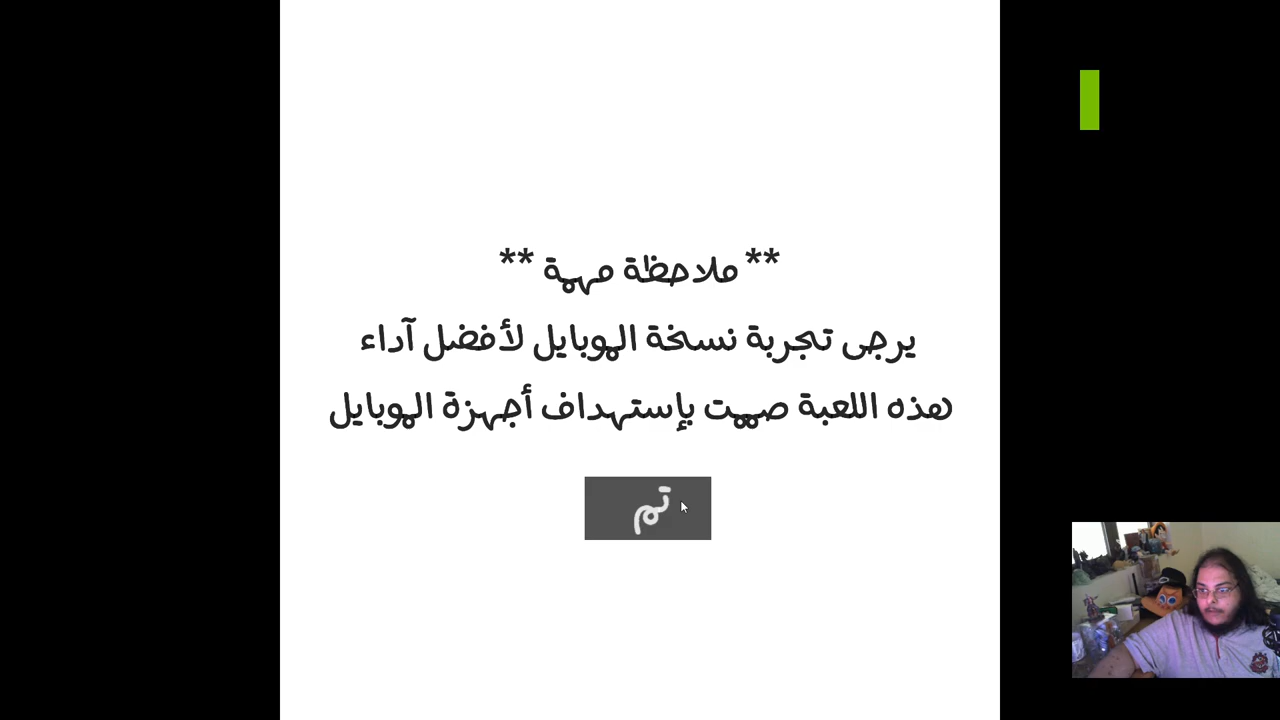 ** ملاحظة مهمة **
يرجى تجربة نسخة الموبايل لأفضل آداء
هذه اللعبة صممت بإستهداف أجهزة الموبايل
تم